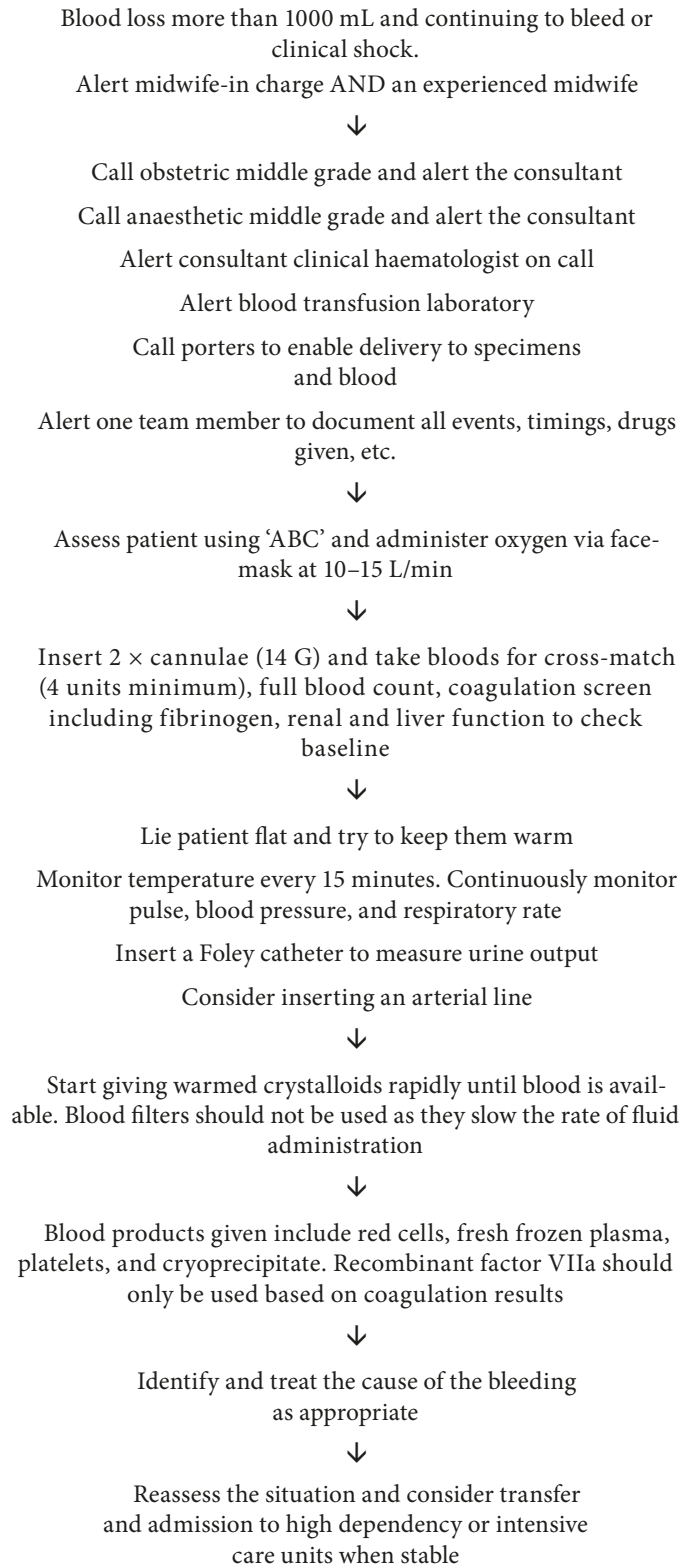 Blood loss more than 1000 mL and continuing to bleed or
clinical shock.
Alert midwife-in charge AND an experienced midwife
↓
Call obstetric middle grade and alert the consultant
Call anaesthetic middle grade and alert the consultant
Alert consultant clinical haematologist on call
Alert blood transfusion laboratory
Call porters to enable delivery to specimens
and blood
Alert one team member to document all events, timings, drugs
given, etc.
↓
Assess patient using ‘ABC’ and administer oxygen via face-
mask at 10–15 L/min
↓
Insert 2 × cannulae (14 G) and take bloods for cross-match
(4 units minimum), full blood count, coagulation screen
including fibrinogen, renal and liver function to check
baseline
↓
Lie patient flat and try to keep them warm
Monitor temperature every 15 minutes. Continuously monitor
pulse, blood pressure, and respiratory rate
Insert a Foley catheter to measure urine output
Consider inserting an arterial line
↓
Start giving warmed crystalloids rapidly until blood is avail-
able. Blood filters should not be used as they slow the rate of fluid
administration
↓
Blood products given include red cells, fresh frozen plasma,
platelets, and cryoprecipitate. Recombinant factor VIIa should
only be used based on coagulation results
↓
Identify and treat the cause of the bleeding
as appropriate
↓
Reassess the situation and consider transfer
and admission to high dependency or intensive
care units when stable